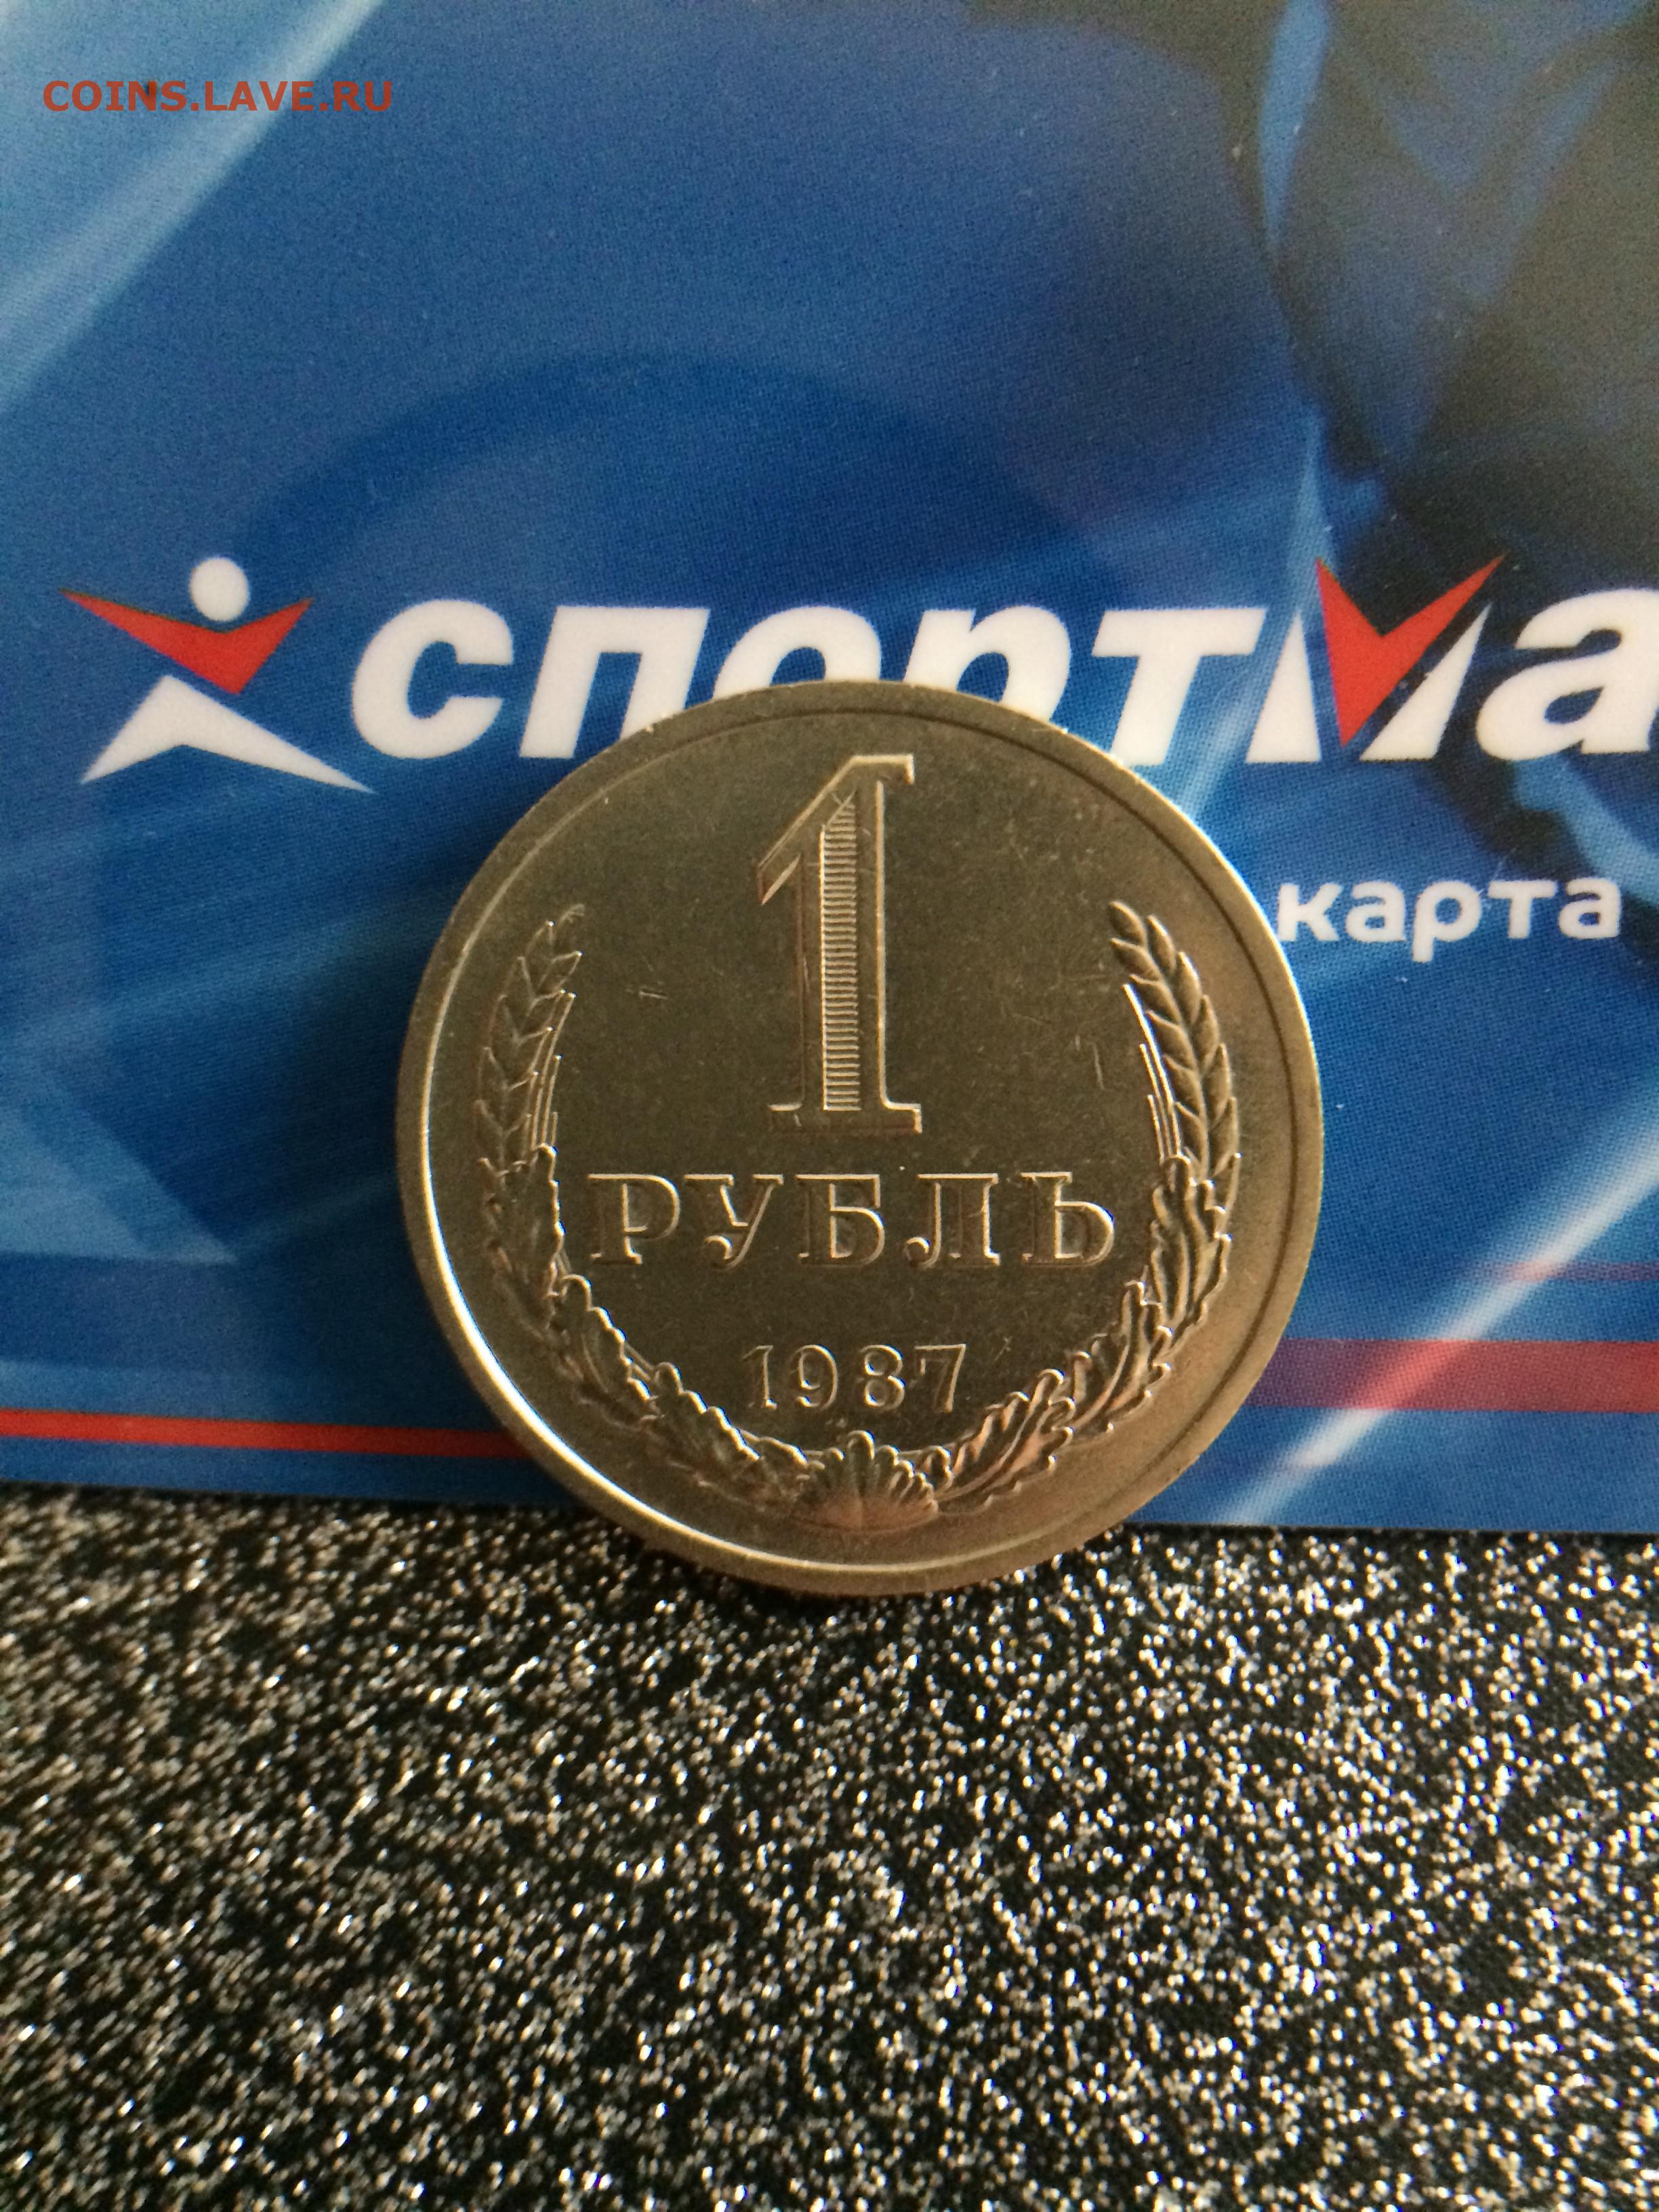 COINS.LAVE.RU
спортма
карта
1
РУБЛЬ
1987